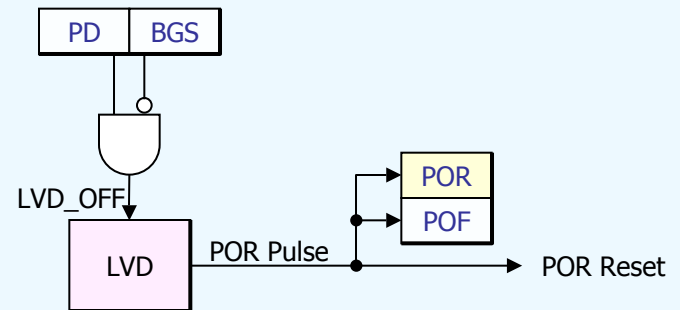 PD BGS
POR
LVD_OFF
POF
LVD
POR Pulse
POR Reset